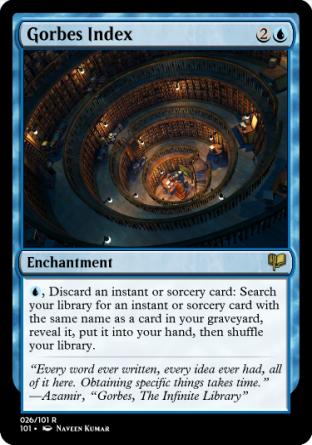 Gorbes Index 2
Enchantment
, Discard an instant or sorcery card: Search
your library for an instant or sorcery card with
the same name as a card in your graveyard,
reveal it, put it into your hand, then shuffle
your library.
"Every word ever written, every idea ever had, all
of it here. Obtaining specific things takes time."
—Azamir, "Gorbes, The Infinite Library"
026/101 R
101 • Naveen Kumar